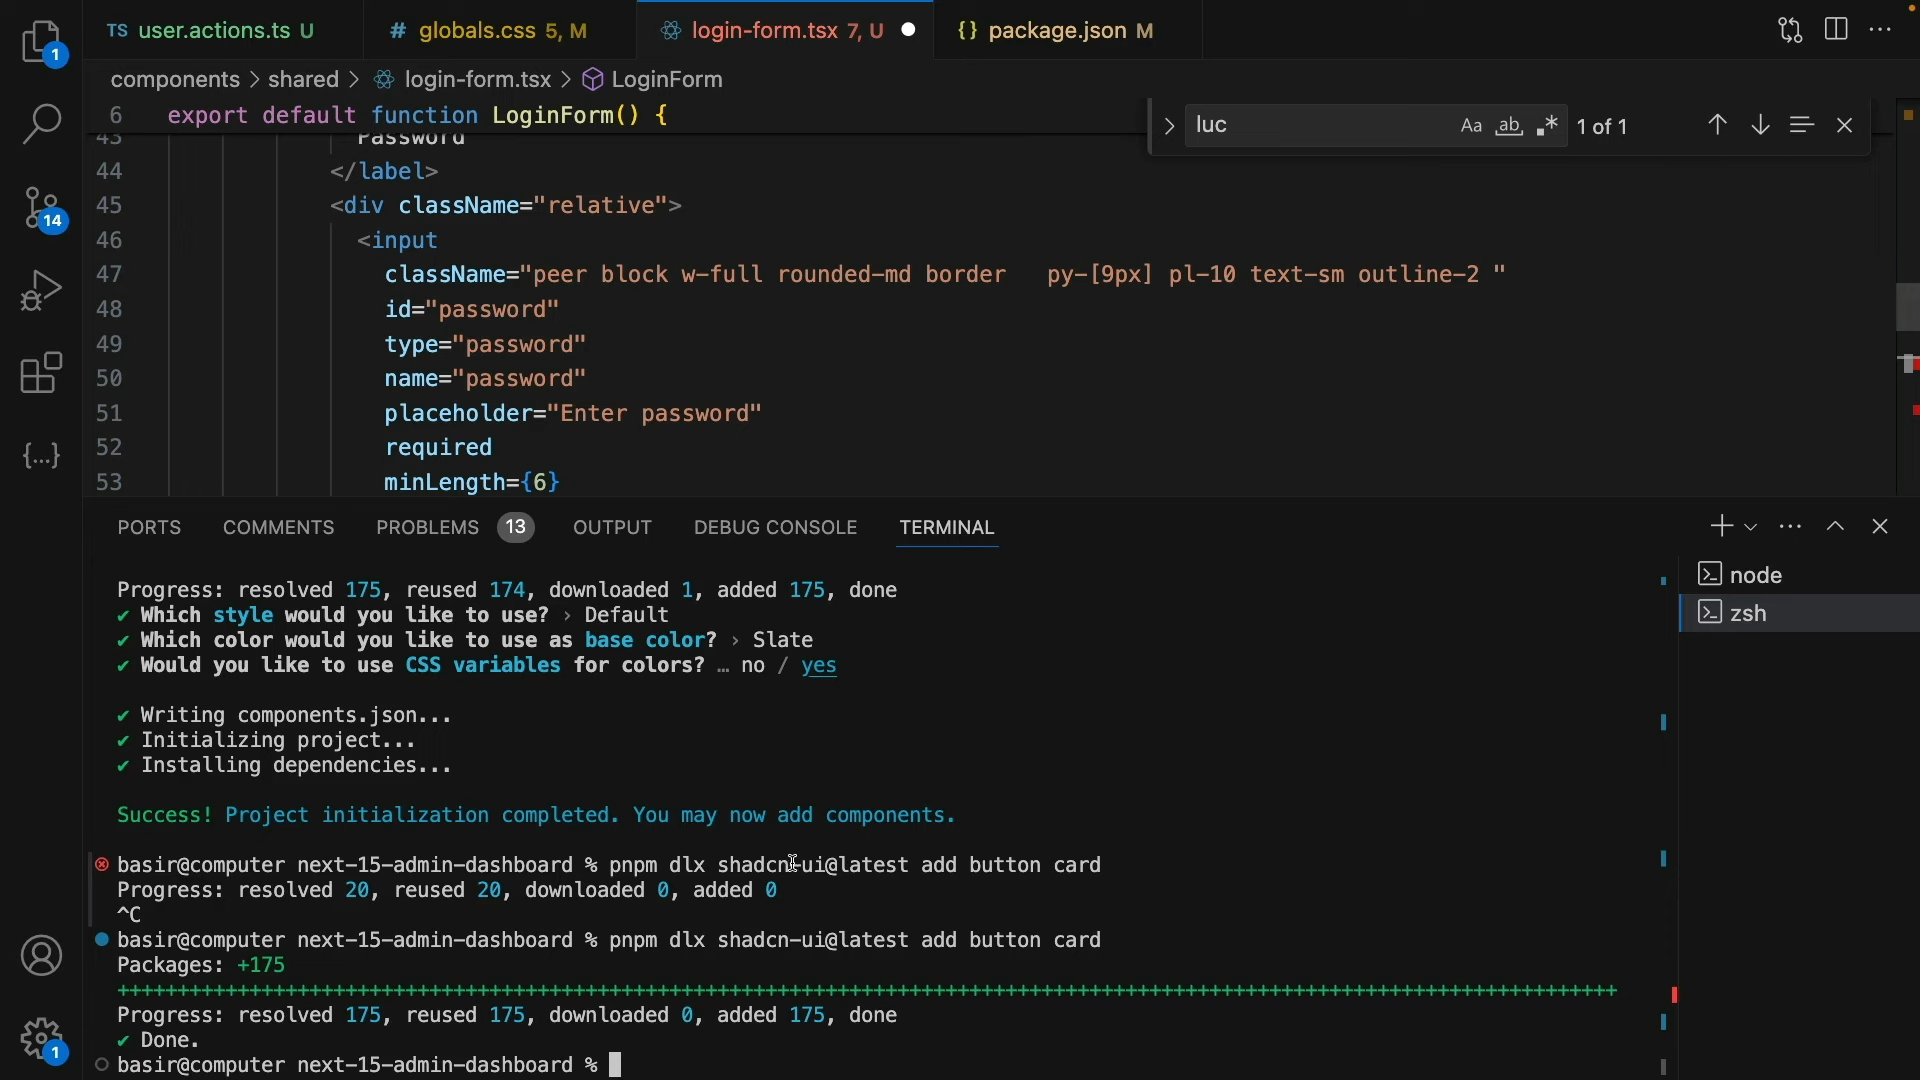 1
TS user.actions.ts U
# globals.css 5, M
login-form.tsx 7, U
{} package.json M
components > shared > login-form.tsx > LoginForm
6 export default function LoginForm() {
luc
Aa ab .* 1 of 1
43 Password
44 </label>
45 <div className="relative">
46 <input
47 className="peer block w-full rounded-md border   py-[9px] pl-10 text-sm outline-2 "
48 id="password"
49 type="password"
50 name="password"
51 placeholder="Enter password"
52 required
53 minLength={6}
14
{...}
PORTS COMMENTS PROBLEMS 13 OUTPUT DEBUG CONSOLE TERMINAL
node
zsh
Progress: resolved 175, reused 174, downloaded 1, added 175, done
✔ Which style would you like to use? › Default
✔ Which color would you like to use as base color? › Slate
✔ Would you like to use CSS variables for colors? … no / yes
✔ Writing components.json...
✔ Initializing project...
✔ Installing dependencies...
Success! Project initialization completed. You may now add components.
basir@computer next-15-admin-dashboard % pnpm dlx shadcn-ui@latest add button card
Progress: resolved 20, reused 20, downloaded 0, added 0
^C
basir@computer next-15-admin-dashboard % pnpm dlx shadcn-ui@latest add button card
Packages: +175
+++++++++++++++++++++++++++++++++++++++++++++++++++++++++++++++++++++++++++++++++++++++++++++++++++++++++++++++++++++++++++++
Progress: resolved 175, reused 175, downloaded 0, added 175, done
✔ Done.
basir@computer next-15-admin-dashboard %
1